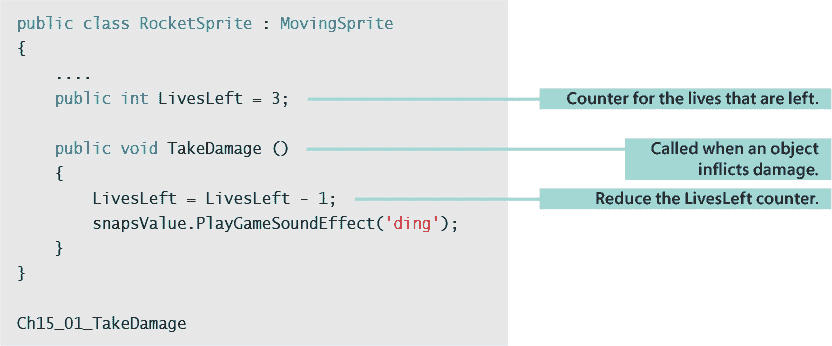 public class RocketSprite : MovingSprite
{
....
public int LivesLeft = 3;
Counter for the lives that are left.
public void TakeDamage ()
Called when an object
inflicts damage.
{
LivesLeft = LivesLeft - 1;
Reduce the LivesLeft counter.
snapsValue.PlayGameSoundEffect('ding');
}
}
Ch15_01_TakeDamage